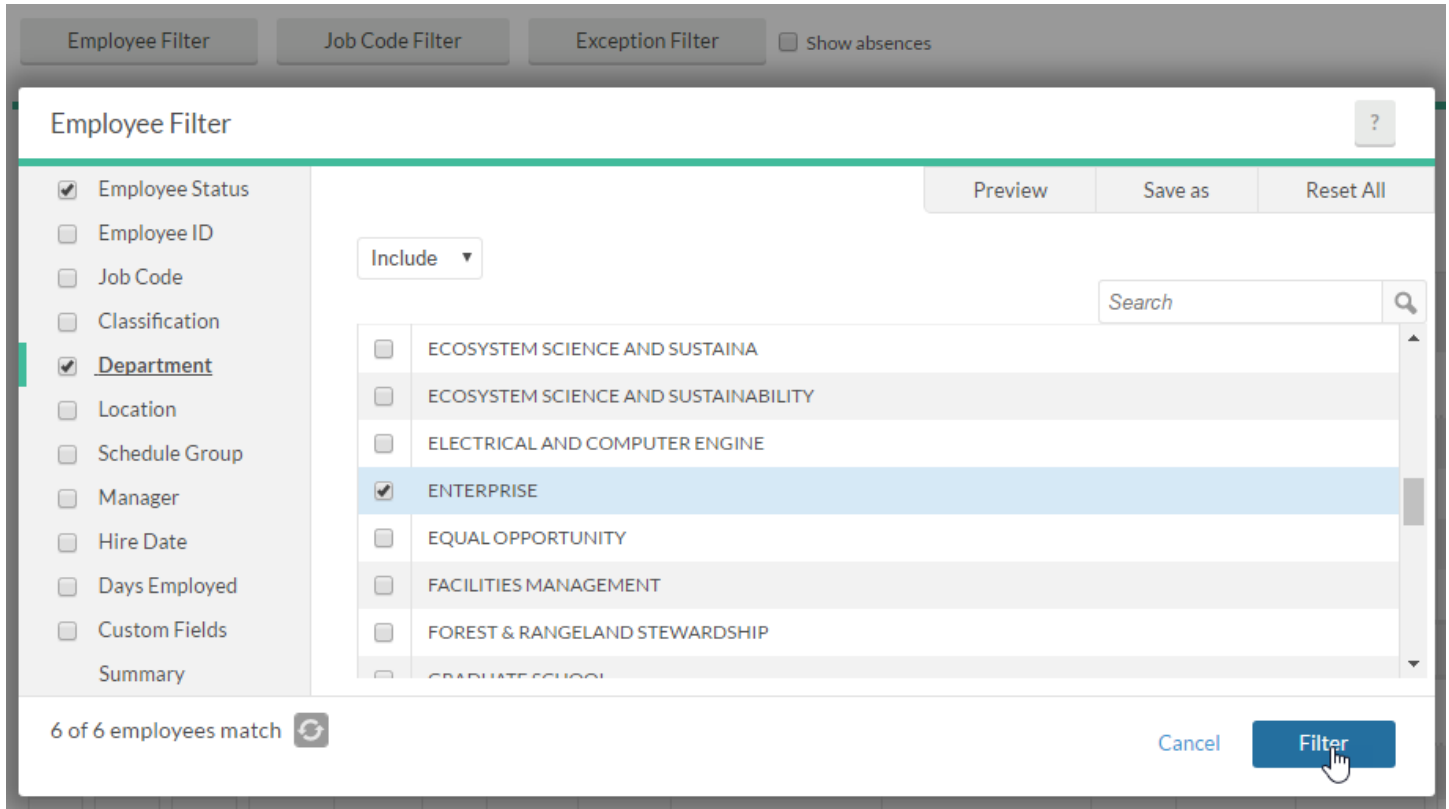 Employee Filter
Job Code Filter
Exception Filter
Show absences
Employee Filter
?
Employee Status
Employee ID
Job Code
Classification
Department
Location
Schedule Group
Manager
Hire Date
Days Employed
Custom Fields
Summary
Preview
Save as
Reset All
Include
Search
ECOSYSTEM SCIENCE AND SUSTAINA
ECOSYSTEM SCIENCE AND SUSTAINABILITY
ELECTRICAL AND COMPUTER ENGINE
ENTERPRISE
EQUAL OPPORTUNITY
FACILITIES MANAGEMENT
FOREST & RANGELAND STEWARDSHIP
GRADUATE SCHOOL
6 of 6 employees match
Cancel
Filter